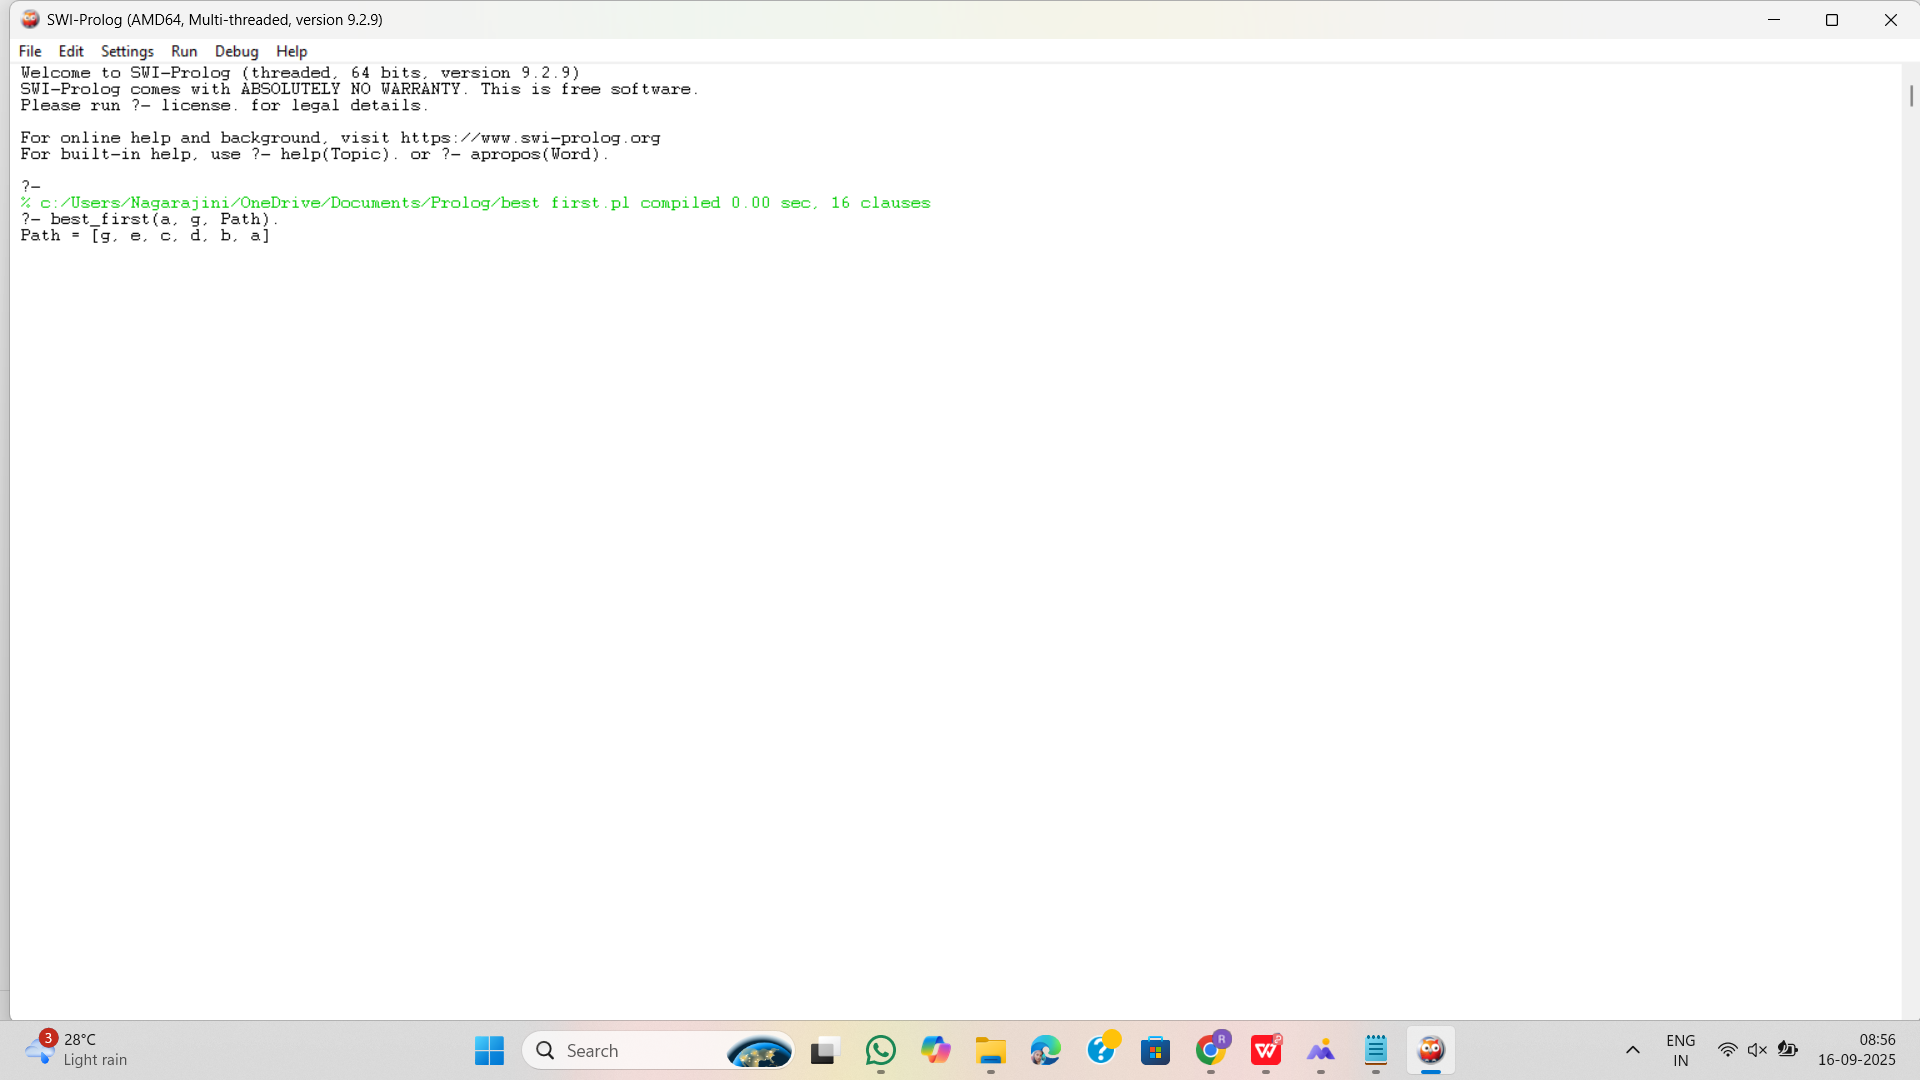 SWI-Prolog (AMD64, Multi-threaded, version 9.2.9)
File Edit Settings Run Debug Help
Welcome to SWI-Prolog (threaded, 64 bits, version 9.2.9)
SWI-Prolog comes with ABSOLUTELY NO WARRANTY. This is free software.
Please run ?- license. for legal details.
For online help and background, visit https://www.swi-prolog.org
For built-in help, use ?- help(Topic). or ?- apropos(Word).
?-
% c:/Users/Nagarajini/OneDrive/Documents/Prolog/best first.pl compiled 0.00 sec, 16 clauses
?- best_first(a, g, Path).
Path = [g, e, c, d, b, a]
3 28°C
Light rain
Search
R
ENG
IN
08:56
16-09-2025